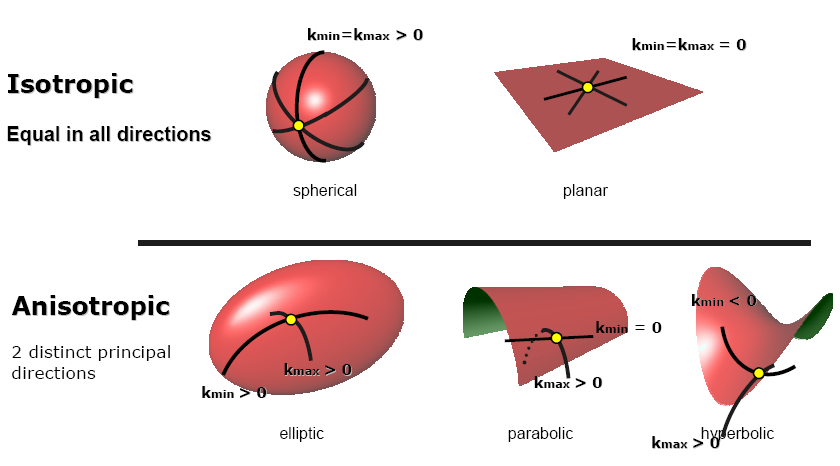 kmin=kmax > 0
kmin=kmax = 0
Isotropic
Equal in all directions
spherical
planar
Anisotropic
2 distinct principal
directions
kmin > 0
kmax > 0
elliptic
kmin = 0
kmax > 0
parabolic
kmin < 0
kmax > 0
hyperbolic